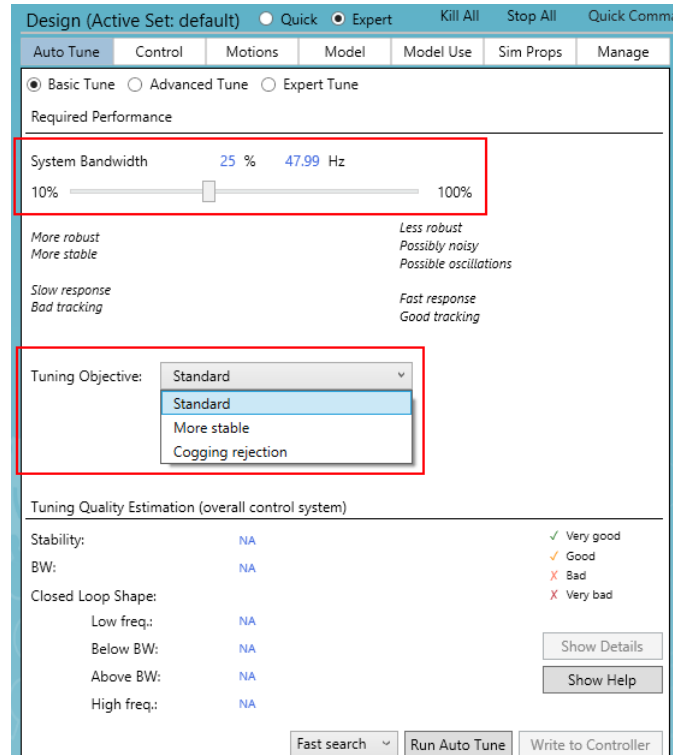 Design (Active Set: default) Quick Expert Kill All Stop All Quick Comma
Auto Tune Control Motions Model Model Use Sim Props Manage
Basic Tune Advanced Tune Expert Tune
Required Performance
System Bandwidth 25 % 47.99 Hz
10% 100%
More robust
More stable
Slow response
Bad tracking
Less robust
Possibly noisy
Possible oscillations
Fast response
Good tracking
Tuning Objective: Standard
Standard
More stable
Cogging rejection
Tuning Quality Estimation (overall control system)
Stability: NA
BW: NA
Closed Loop Shape:
Low freq.: NA
Below BW: NA
Above BW: NA
High freq.: NA
✓ Very good
✓ Good
✗ Bad
✗ Very bad
Show Details
Show Help
Fast search Run Auto Tune Write to Controller